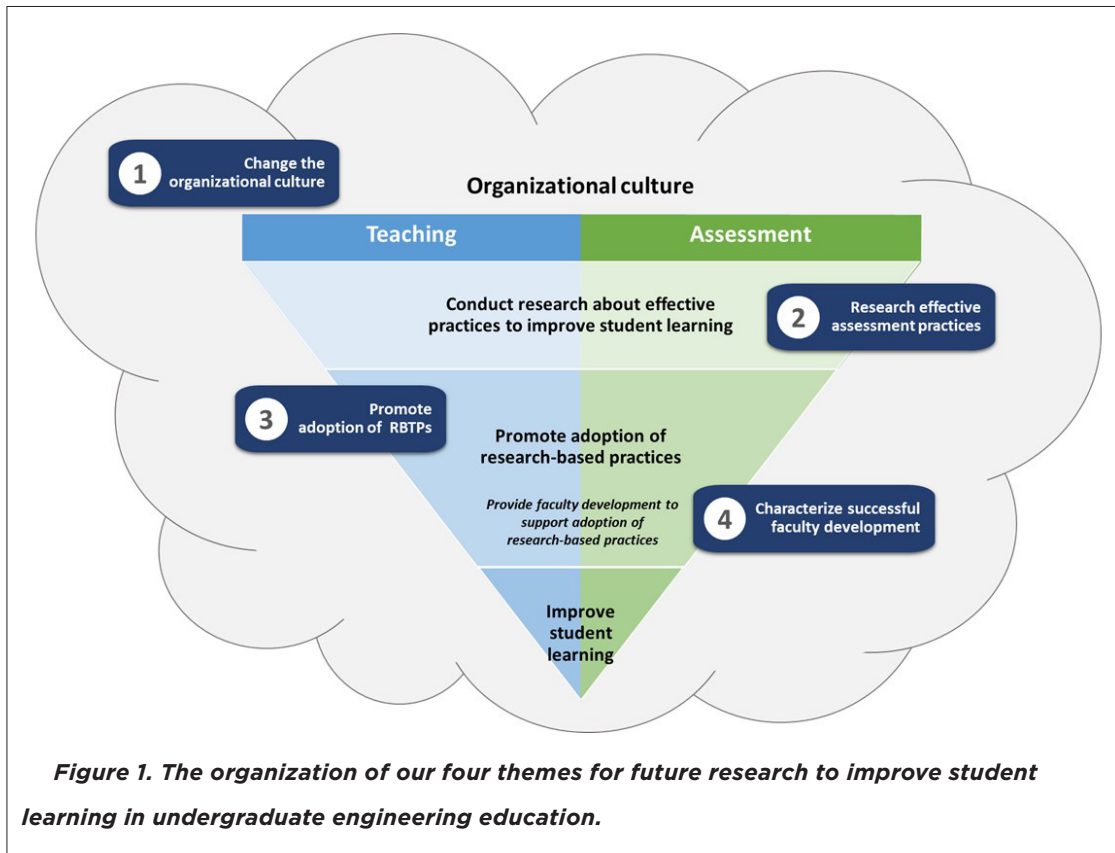 1
Change the
organizational culture
Organizational culture
Teaching
Assessment
Conduct research about effective
practices to improve student learning
2
Research effective
assessment practices
3
Promote
adoption of RBTPs
Promote adoption of
research-based practices
Provide faculty development to
support adoption of
research-based practices
4
Characterize successful
faculty development
Improve
student
learning
Figure 1. The organization of our four themes for future research to improve student
learning in undergraduate engineering education.